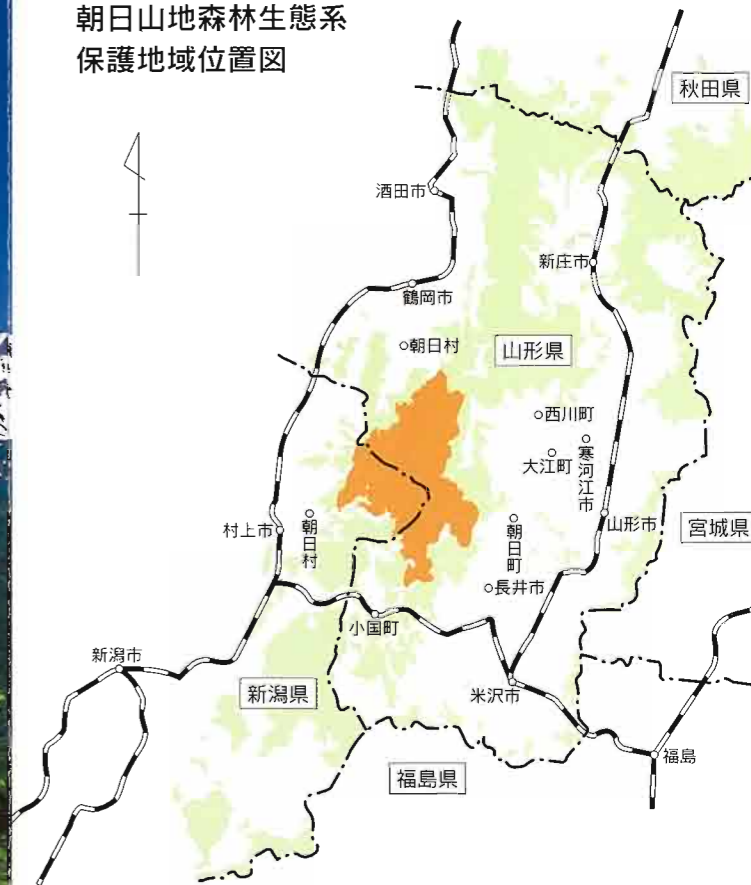 朝日山地森林生態系
保護地域位置図
秋田県
酒田市
新庄市
鶴岡市
朝日村
山形県
西川町
大江町
寒河江市
村上市
朝日村
朝日町
山形市
宮城県
長井市
小国町
新潟市
新潟県
米沢市
福島県
福島